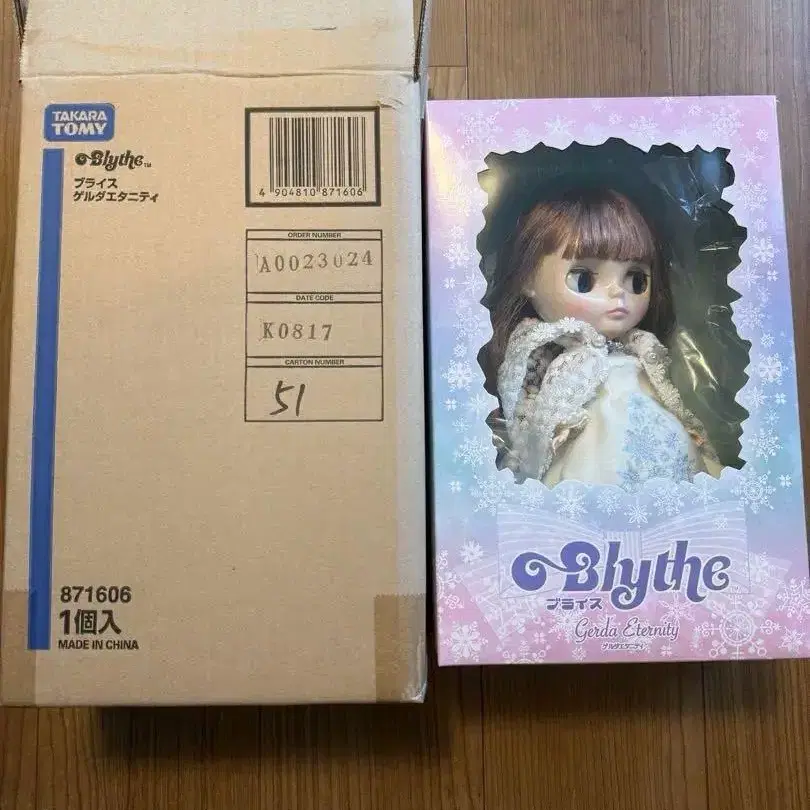 TAKARA
TOMY
Blythe™
ブライス
ゲルダエタニティ
4 904810 871606
ORDER NUMBER
A0023024
DATE CODE
K0817
CARTON NUMBER
51
871606
1個入
MADE IN CHINA
Blythe
ブライス
Gerda Eternity
ゲルダエタニティ